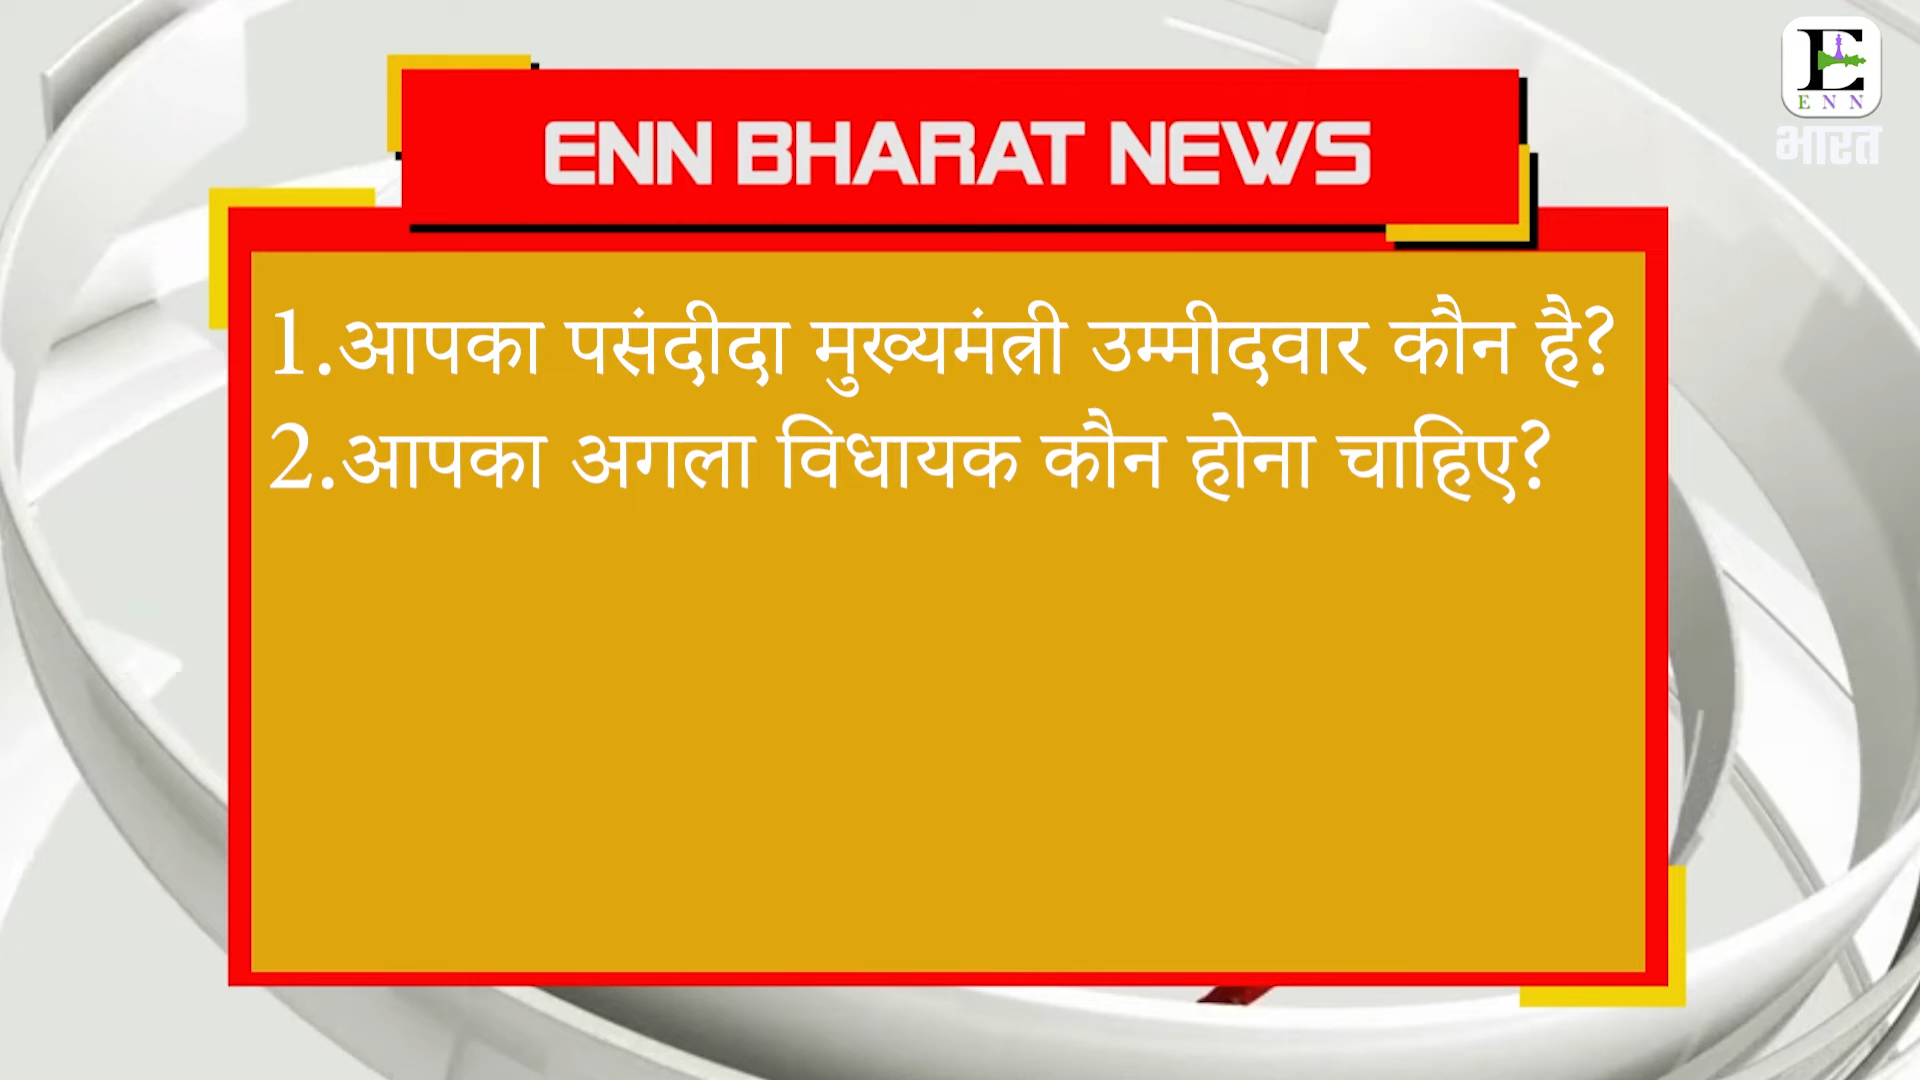 E
ENN
भारत
ENN BHARAT NEWS
1.आपका पसंदीदा मुख्यमंत्री उम्मीदवार कौन है?
2.आपका अगला विधायक कौन होना चाहिए?